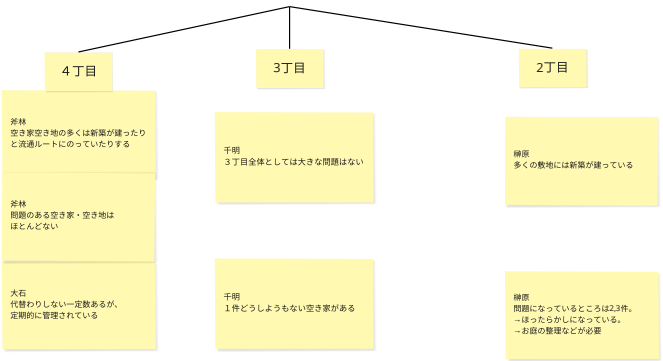 ４丁目
斧林
空き家空き地の多くは新築が建ったり
と流通ルートにのっていたりする
斧林
問題のある空き家・空き地は
ほとんどない
大石
代替わりしない一定数あるが、
定期的に管理されている
3丁目
千明
３丁目全体としては大きな問題はない
千明
１件どうしようもない空き家がある
2丁目
榊原
多くの敷地には新築が建っている
榊原
問題になっているところは2,3件。
→ほったらかしになっている。
→お庭の整理などが必要